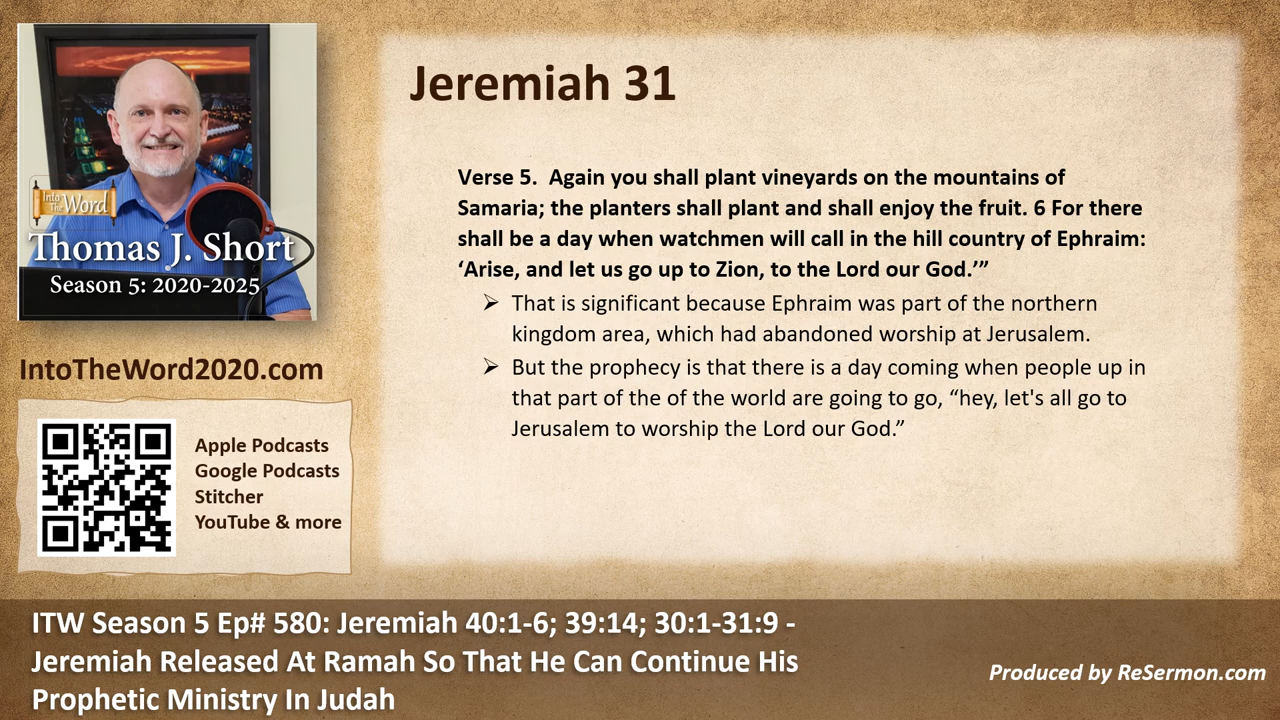 Into
The Word
Thomas J. Short
Season 5: 2020-2025
IntoTheWord2020.com
Apple Podcasts
Google Podcasts
Stitcher
YouTube & more
Jeremiah 31
Verse 5.  Again you shall plant vineyards on the mountains of
Samaria; the planters shall plant and shall enjoy the fruit. 6 For there
shall be a day when watchmen will call in the hill country of Ephraim:
‘Arise, and let us go up to Zion, to the Lord our God.’”
➢ That is significant because Ephraim was part of the northern
kingdom area, which had abandoned worship at Jerusalem.
➢ But the prophecy is that there is a day coming when people up in
that part of the of the world are going to go, “hey, let's all go to
Jerusalem to worship the Lord our God.”
ITW Season 5 Ep# 580: Jeremiah 40:1-6; 39:14; 30:1-31:9 -
Jeremiah Released At Ramah So That He Can Continue His
Prophetic Ministry In Judah
Produced by ReSermon.com